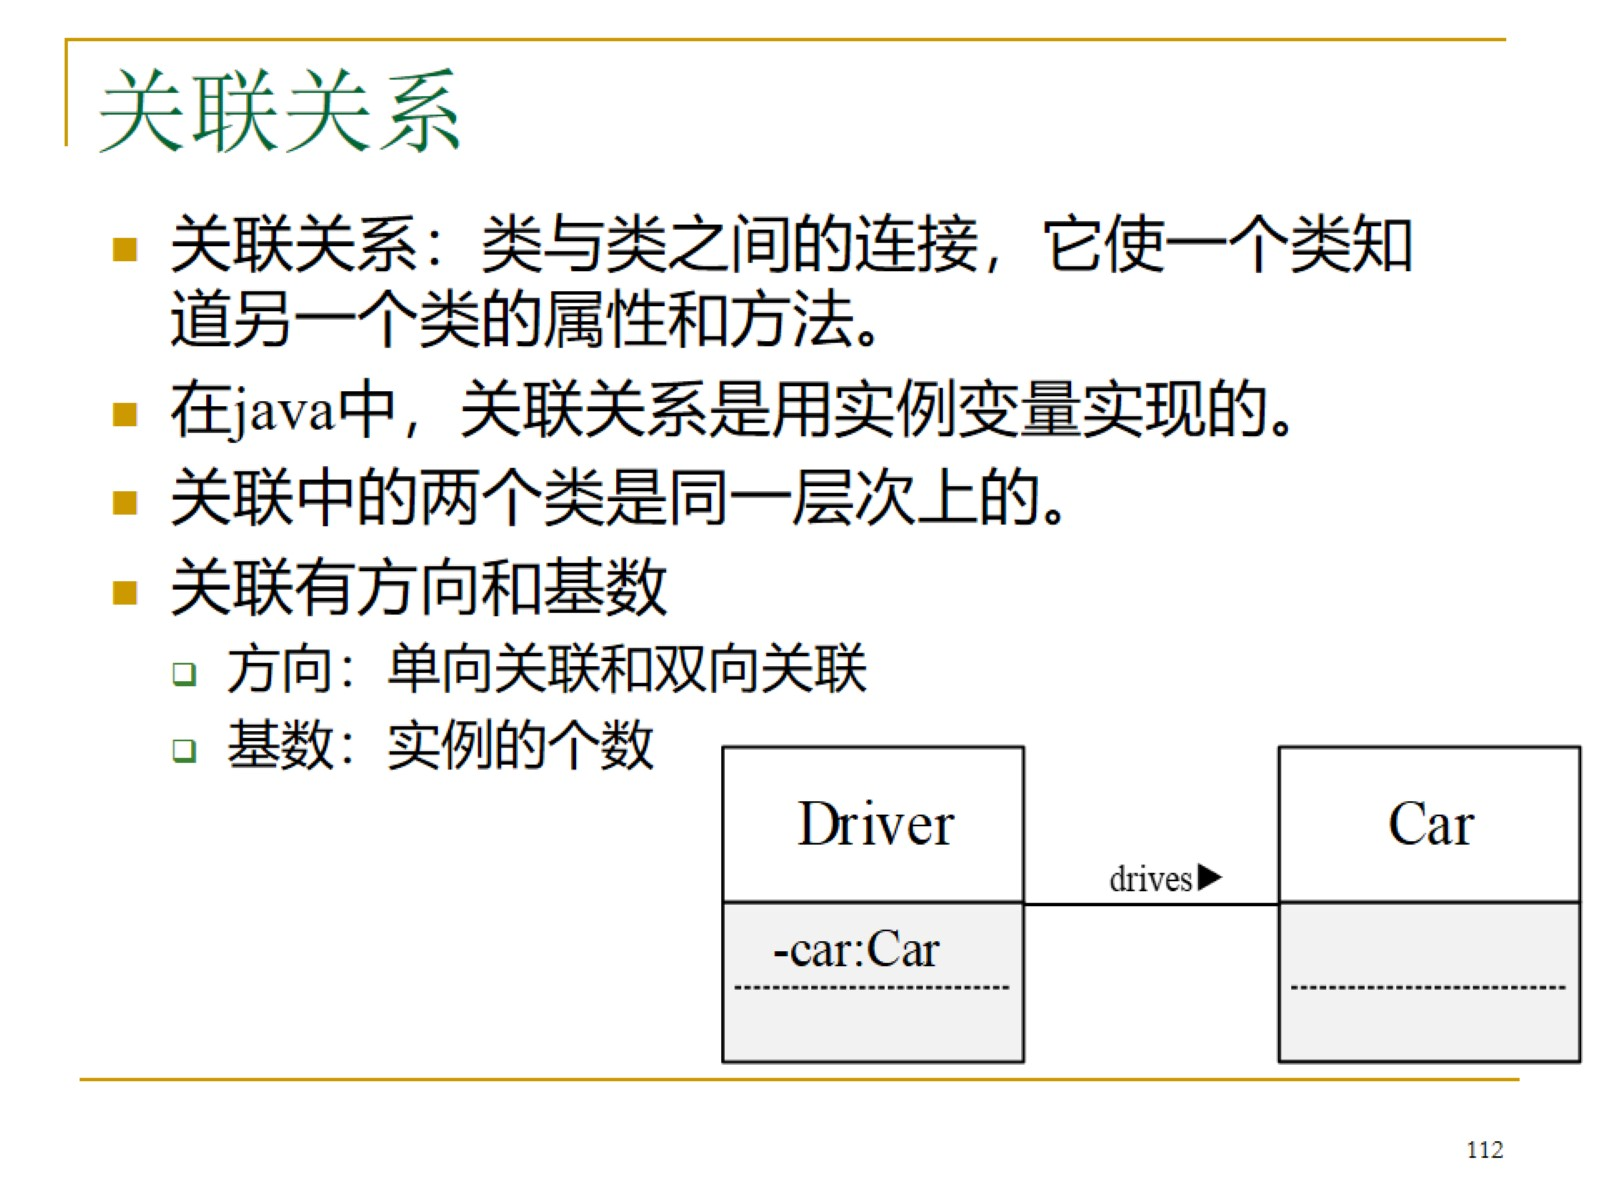 关联关系
关联关系：类与类之间的连接，它使一个类知
道另一个类的属性和方法。
在java中，关联关系是用实例变量实现的。
关联中的两个类是同一层次上的。
关联有方向和基数
方向：单向关联和双向关联
基数：实例的个数
Driver
Car
drives▶
-car:Car
112